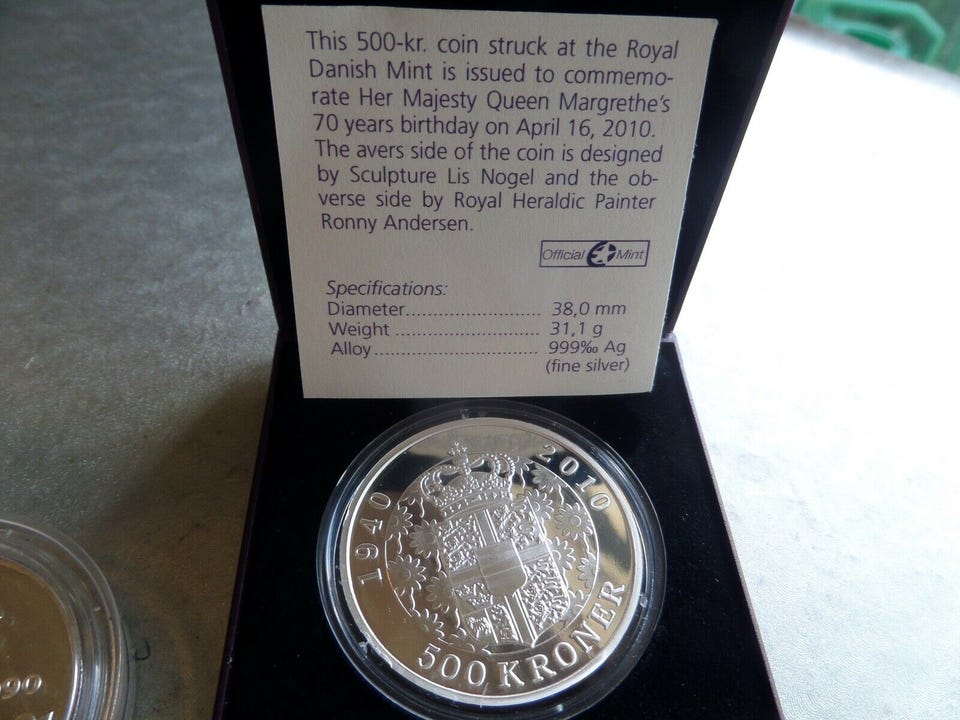 This 500-kr. coin struck at the Royal
Danish Mint is issued to commemo-
rate Her Majesty Queen Margrethe's
70 years birthday on April 16, 2010.
The avers side of the coin is designed
by Sculpture Lis Nogel and the ob-
verse side by Royal Heraldic Painter
Ronny Andersen.
Official Mint
Specifications:
Diameter............................ 38,0 mm
Weight .............................. 31,1 g
Alloy.................................. 999‰ Ag
(fine silver)
1940 2010
500 KRONER